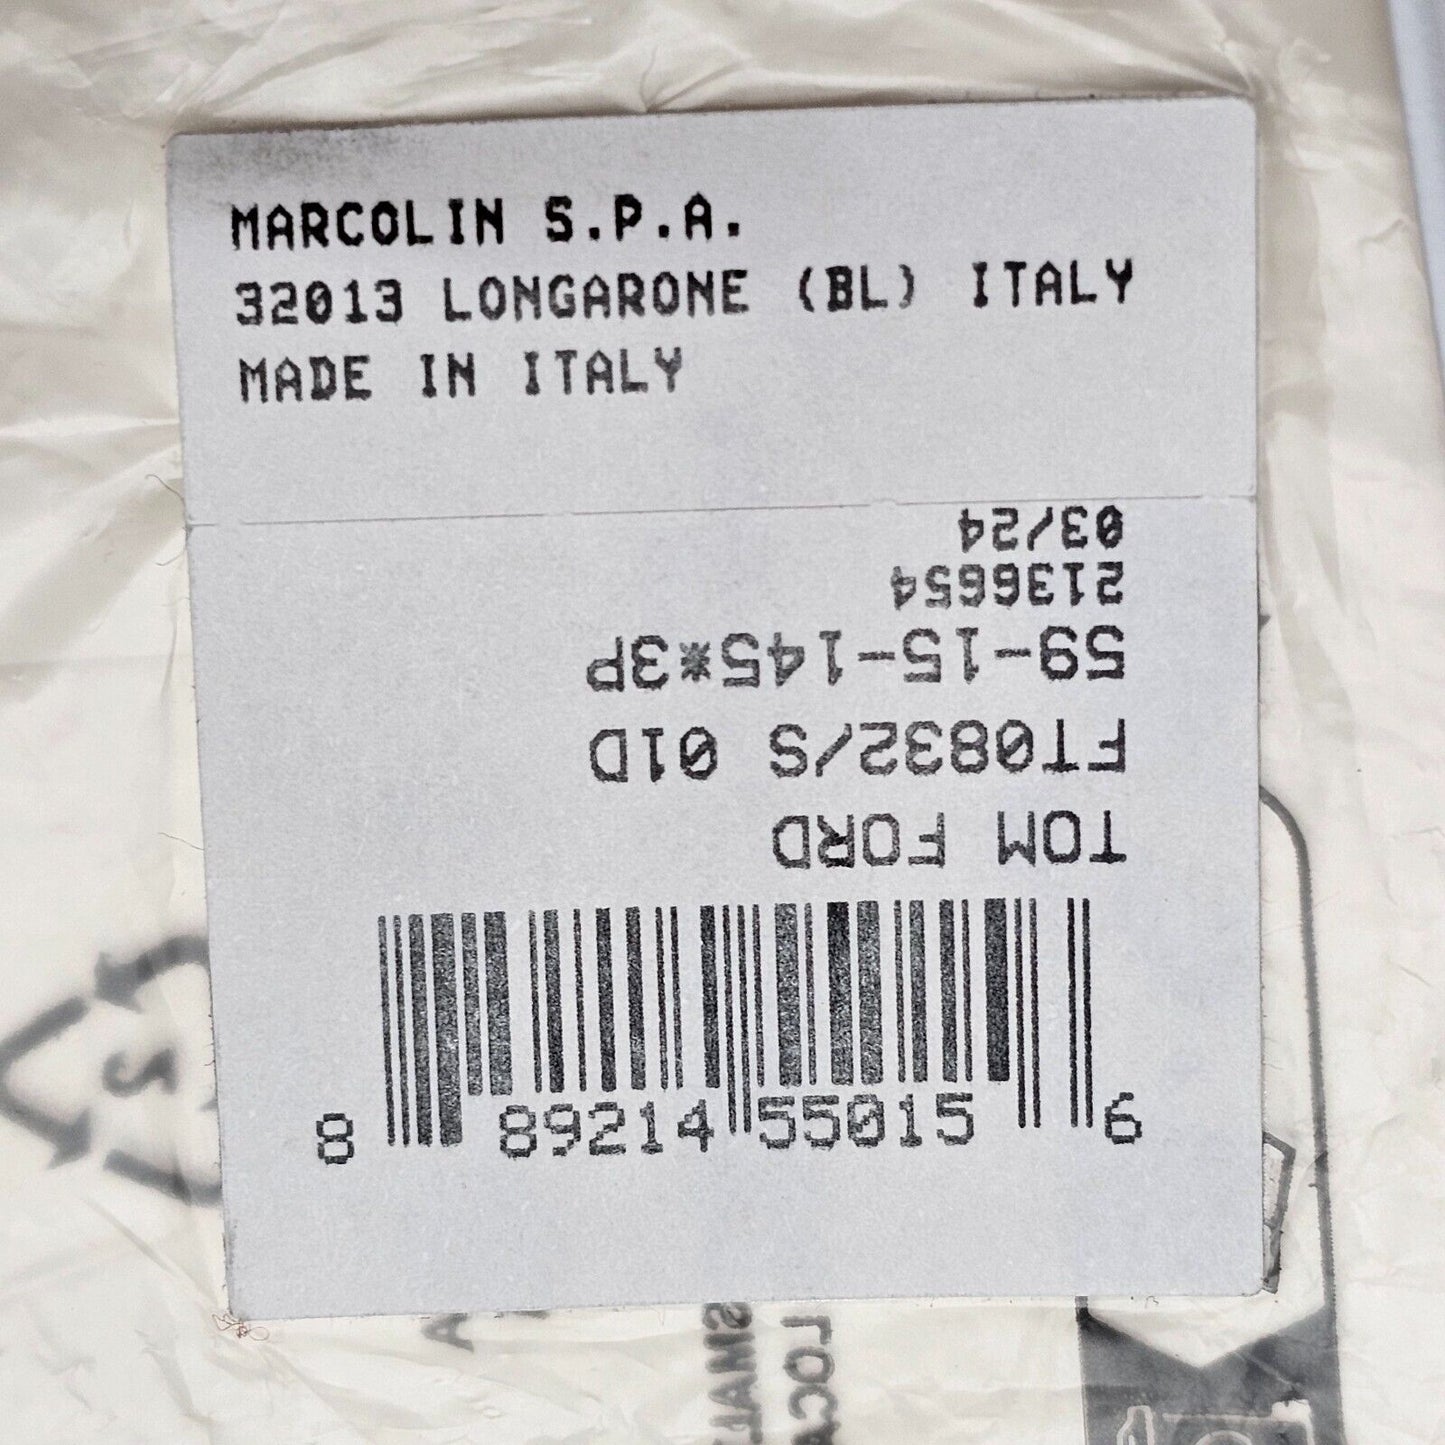 MARCOLIN S.P.A.
32013 LONGARONE (BL) ITALY
MADE IN ITALY
TOM FORD
FT0832/S 01D
59-15-145*3P
2136654
03/24
8 89214 55015 6